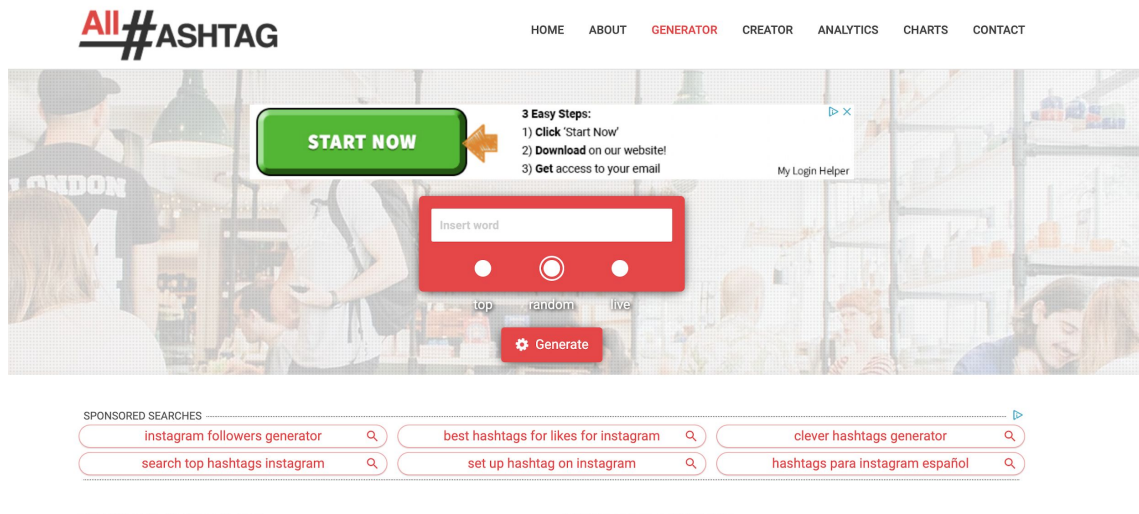 All#ASHTAG
HOME ABOUT GENERATOR CREATOR ANALYTICS CHARTS CONTACT
START NOW
3 Easy Steps:
1) Click 'Start Now'
2) Download on our website!
3) Get access to your email
My Login Helper
LONDON
Insert word
top random live
Generate
SPONSORED SEARCHES
instagram followers generator
best hashtags for likes for instagram
clever hashtags generator
search top hashtags instagram
set up hashtag on instagram
hashtags para instagram español